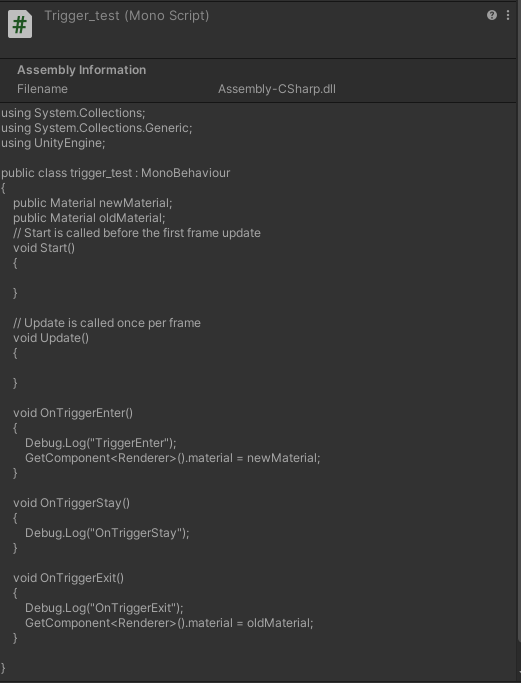 #
Trigger_test (Mono Script)
Assembly Information
Filename Assembly-CSharp.dll
using System.Collections;
using System.Collections.Generic;
using UnityEngine;
public class trigger_test : MonoBehaviour
{
public Material newMaterial;
public Material oldMaterial;
// Start is called before the first frame update
void Start()
{
}
// Update is called once per frame
void Update()
{
}
void OnTriggerEnter()
{
Debug.Log("TriggerEnter");
GetComponent<Renderer>().material = newMaterial;
}
void OnTriggerStay()
{
Debug.Log("OnTriggerStay");
}
void OnTriggerExit()
{
Debug.Log("OnTriggerExit");
GetComponent<Renderer>().material = oldMaterial;
}
}